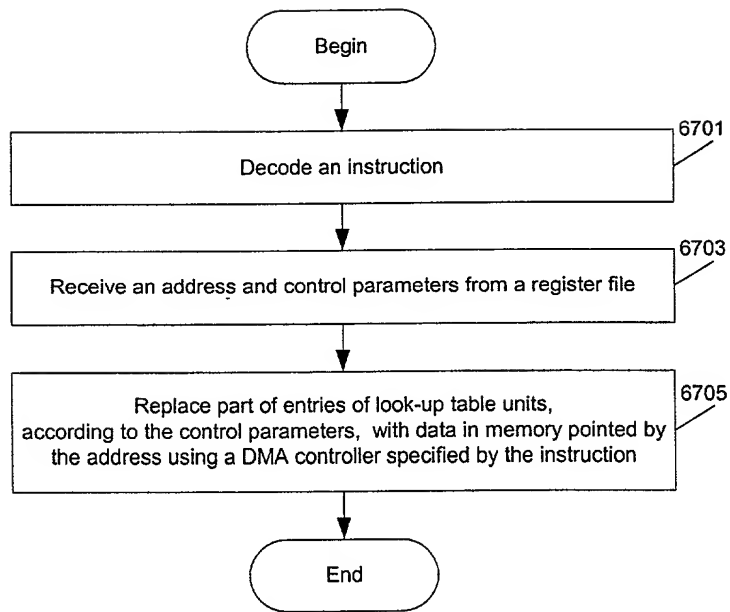 Begin
6701
Decode an instruction
6703
Receive an address and control parameters from a register file
6705
Replace part of entries of look-up table units,
according to the control parameters, with data in memory pointed by
the address using a DMA controller specified by the instruction
End